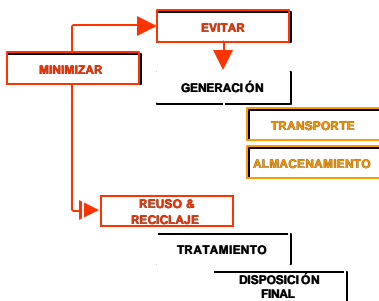 EVITAR
MINIMIZAR
GENERACIÓN
TRANSPORTE
ALMACENAMIENTO
REUSO &
RECICLAJE
TRATAMIENTO
DISPOSICIÓN
FINAL